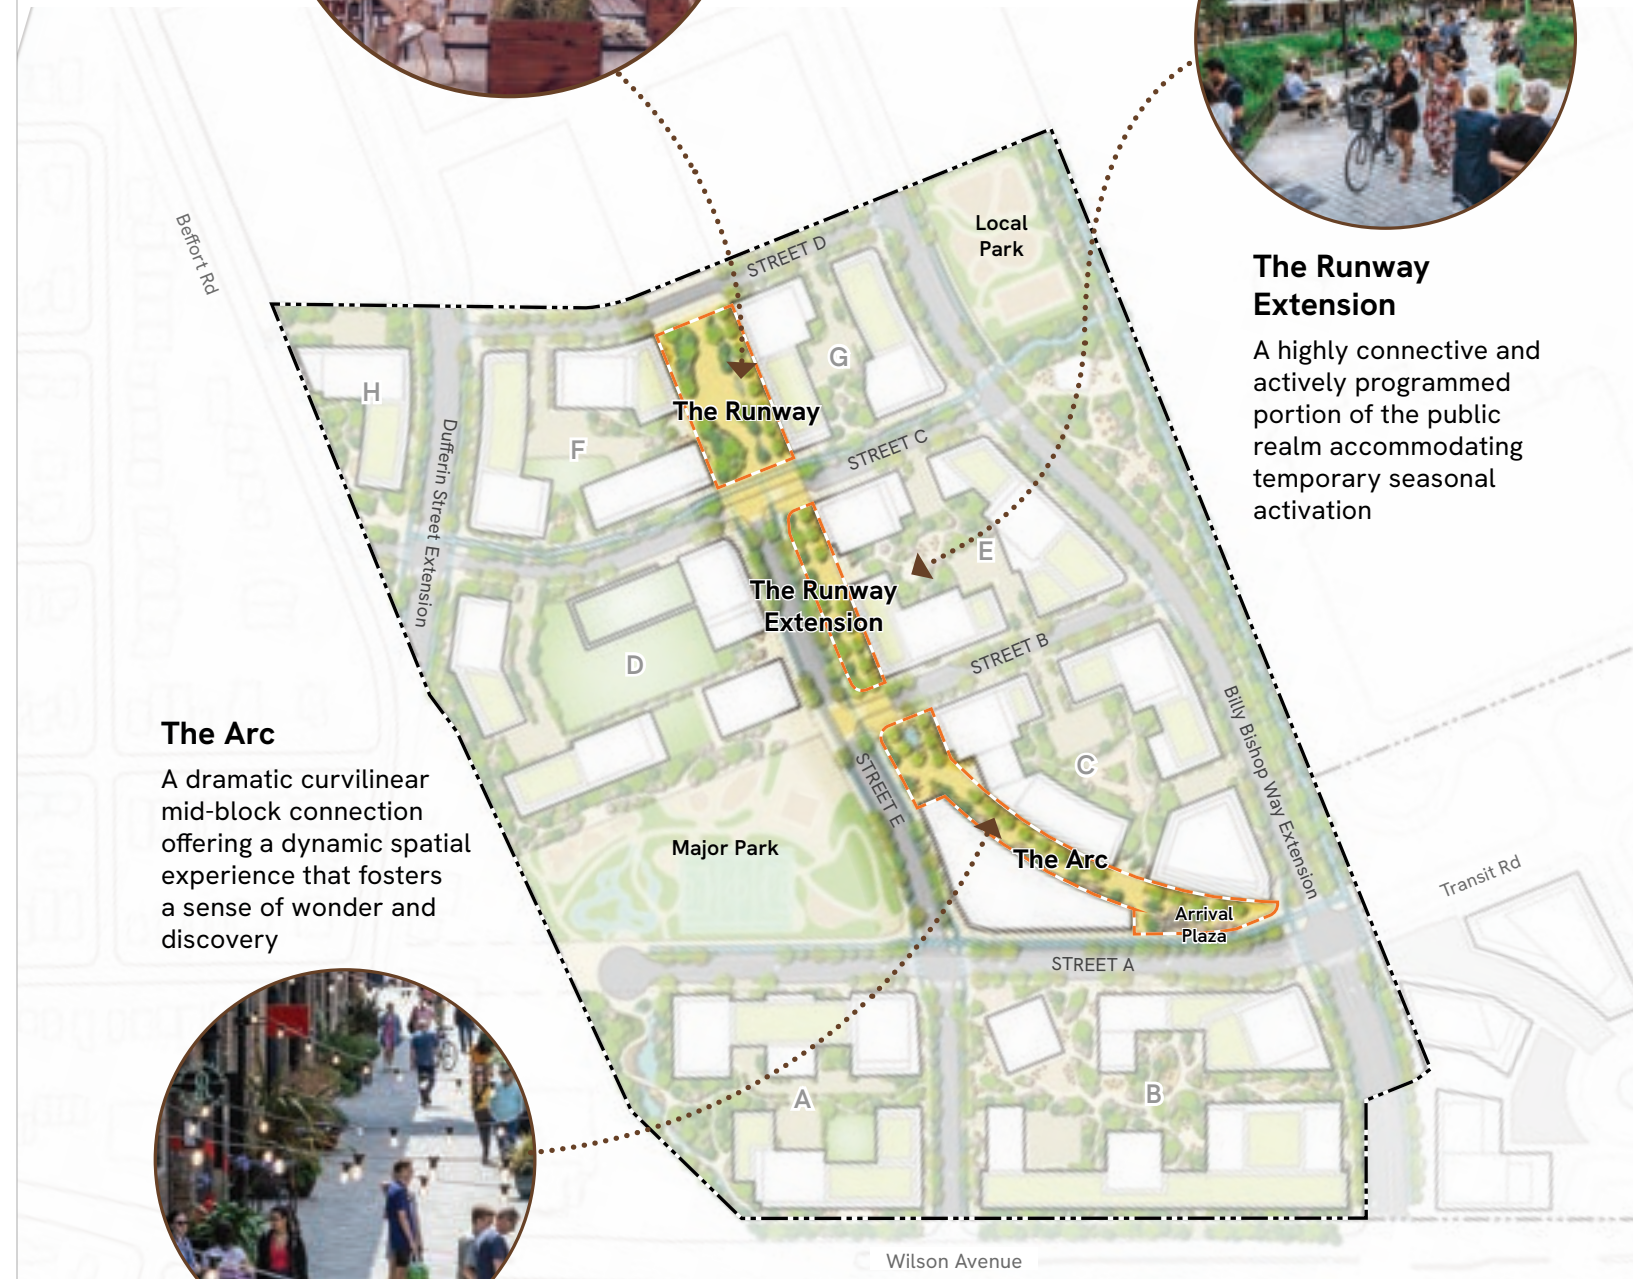 The Runway
Extension
A highly connective and
actively programmed
portion of the public
realm accommodating
temporary seasonal
activation
The Arc
A dramatic curvilinear
mid-block connection
offering a dynamic spatial
experience that fosters
a sense of wonder and
discovery
Beffort Rd
STREET D
Local
Park
H
G
F
The Runway
Dufferin Street Extension
STREET C
E
The Runway
Extension
D
STREET B
Billy Bishop Way Extension
C
STREET E
Major Park
The Arc
Arrival
Plaza
Transit Rd
STREET A
A
B
Wilson Avenue